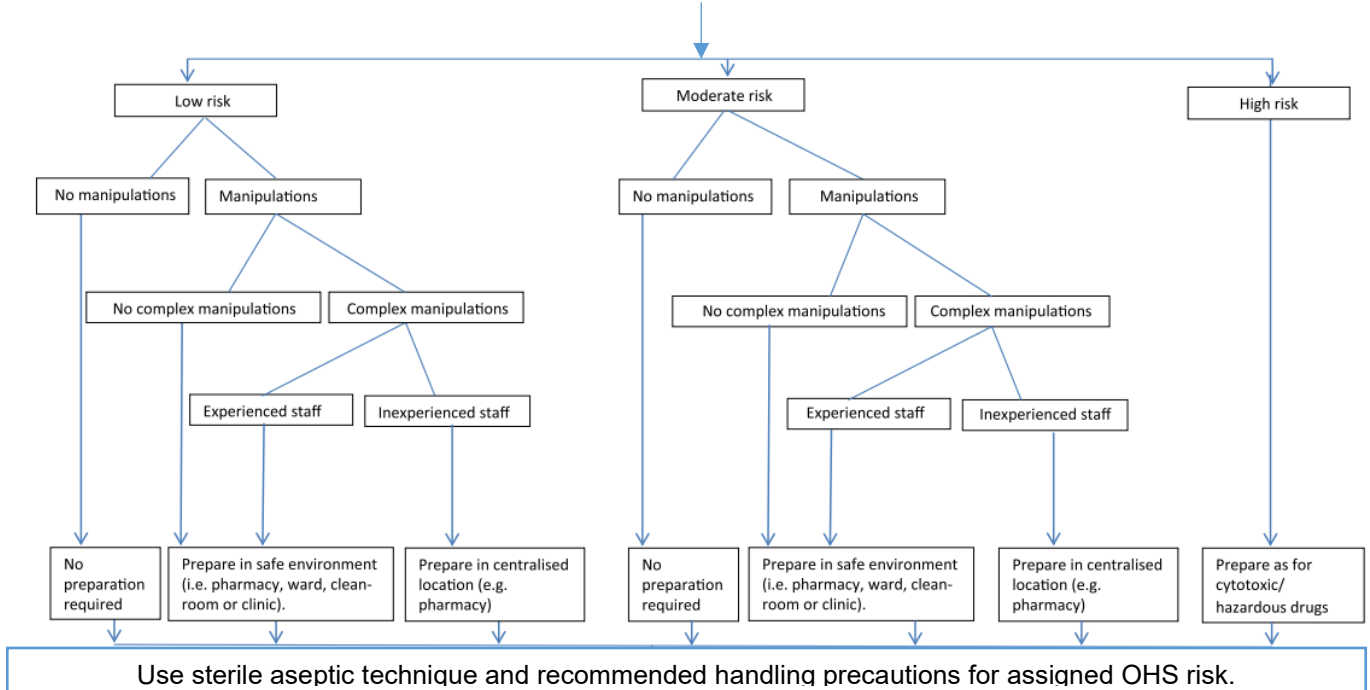 Low risk
Moderate risk
High risk
No manipulations
Manipulations
No manipulations
Manipulations
No complex manipulations
Complex manipulations
No complex manipulations
Complex manipulations
Experienced staff
Inexperienced staff
Experienced staff
Inexperienced staff
No
preparation
required
Prepare in safe environment
(i.e. pharmacy, ward, clean-
room or clinic).
Prepare in centralised
location (e.g.
pharmacy)
No
preparation
required
Prepare in safe environment
(i.e. pharmacy, ward, clean-
room or clinic).
Prepare in centralised
location (e.g.
pharmacy)
Prepare as for
cytotoxic/
hazardous drugs
Use sterile aseptic technique and recommended handling precautions for assigned OHS risk.